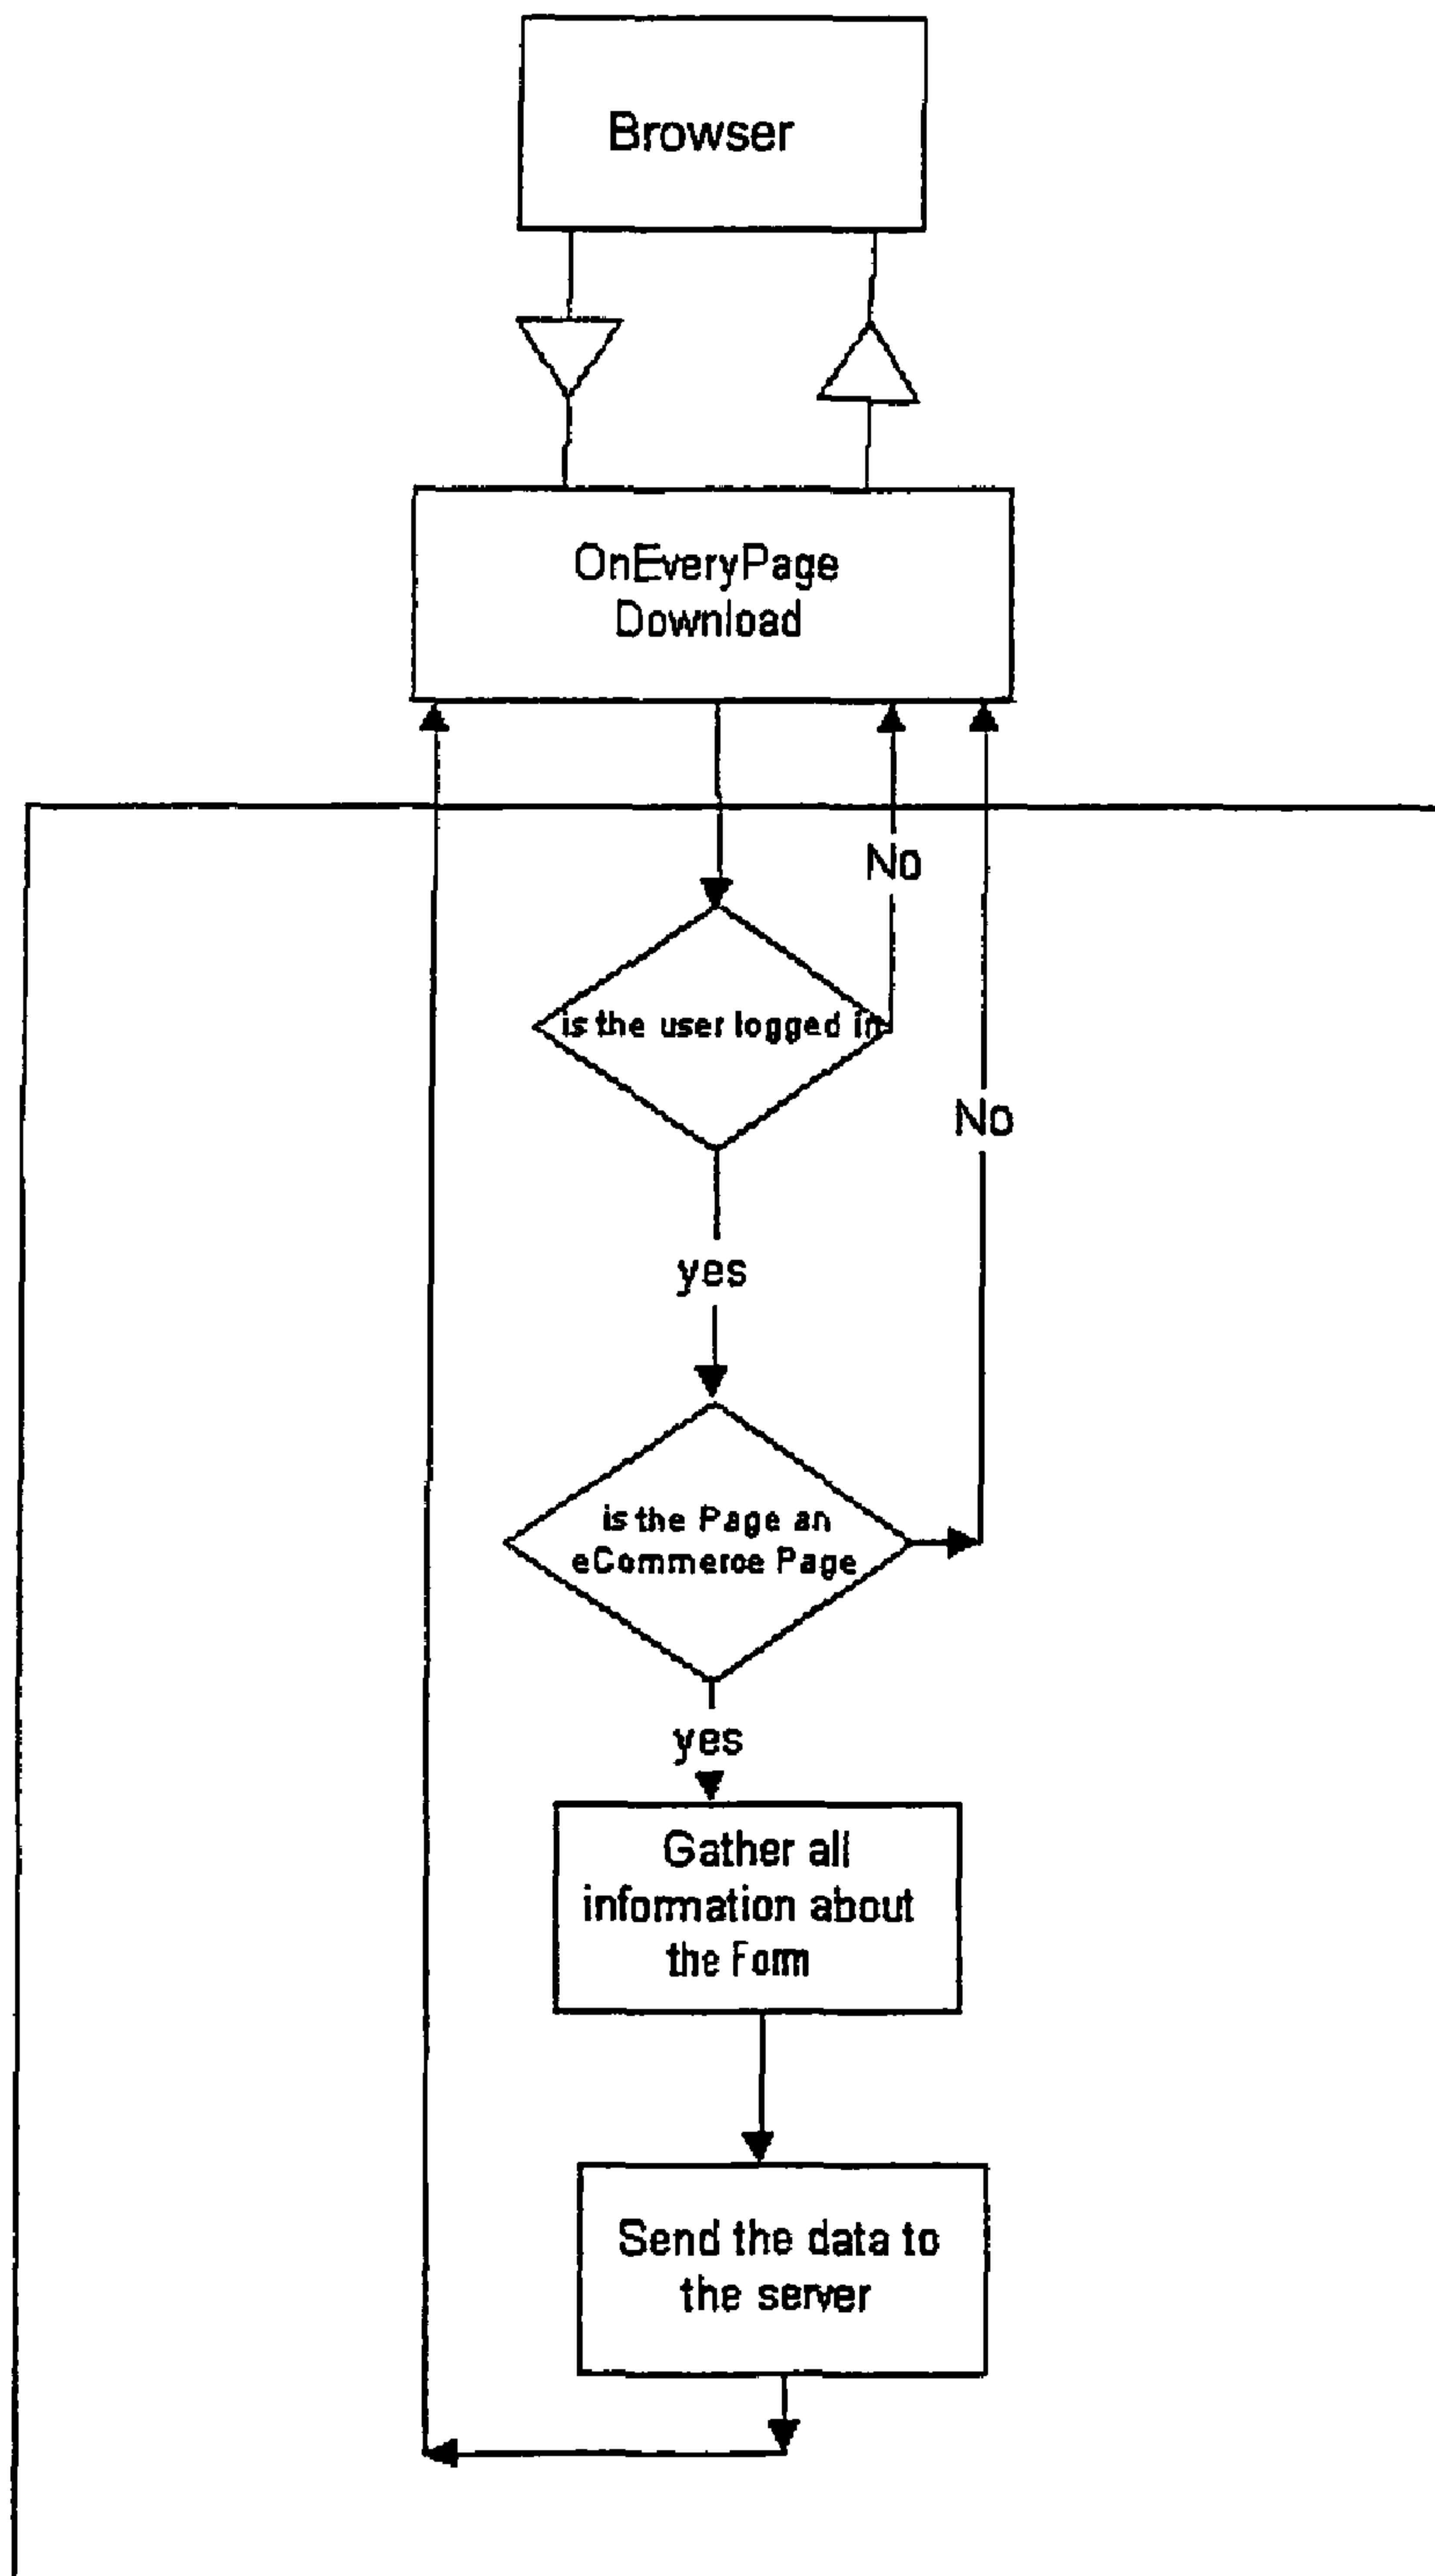 Browser
OnEveryPage
Download
No
is the user logged in
No
yes
is the Page an
eCommerce Page
yes
Gather all
information about
the Form
Send the data to
the server